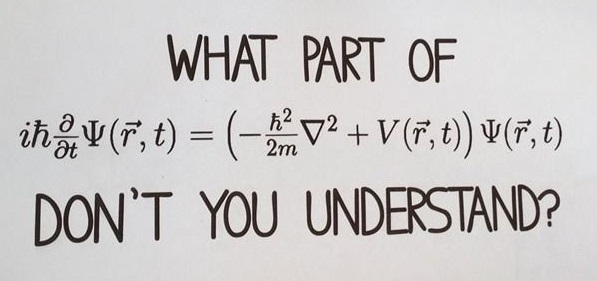 WHAT PART OF
iħ ∂/∂t Ψ(r⃗, t) = (−ħ²/2m ∇² + V(r⃗, t)) Ψ(r⃗, t)
DON'T YOU UNDERSTAND?